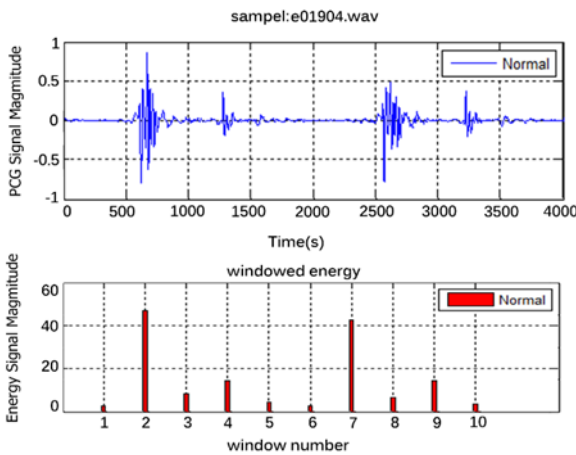 sampel:e01904.wav
PCG Signal Magmitude
1
0.5
0
-0.5
-1
Normal
0 500 1000 1500 2000 2500 3000 3500 4000
Time(s)
windowed energy
Energy Signal Magmitude
60
40
20
0
Normal
1 2 3 4 5 6 7 8 9 10
window number